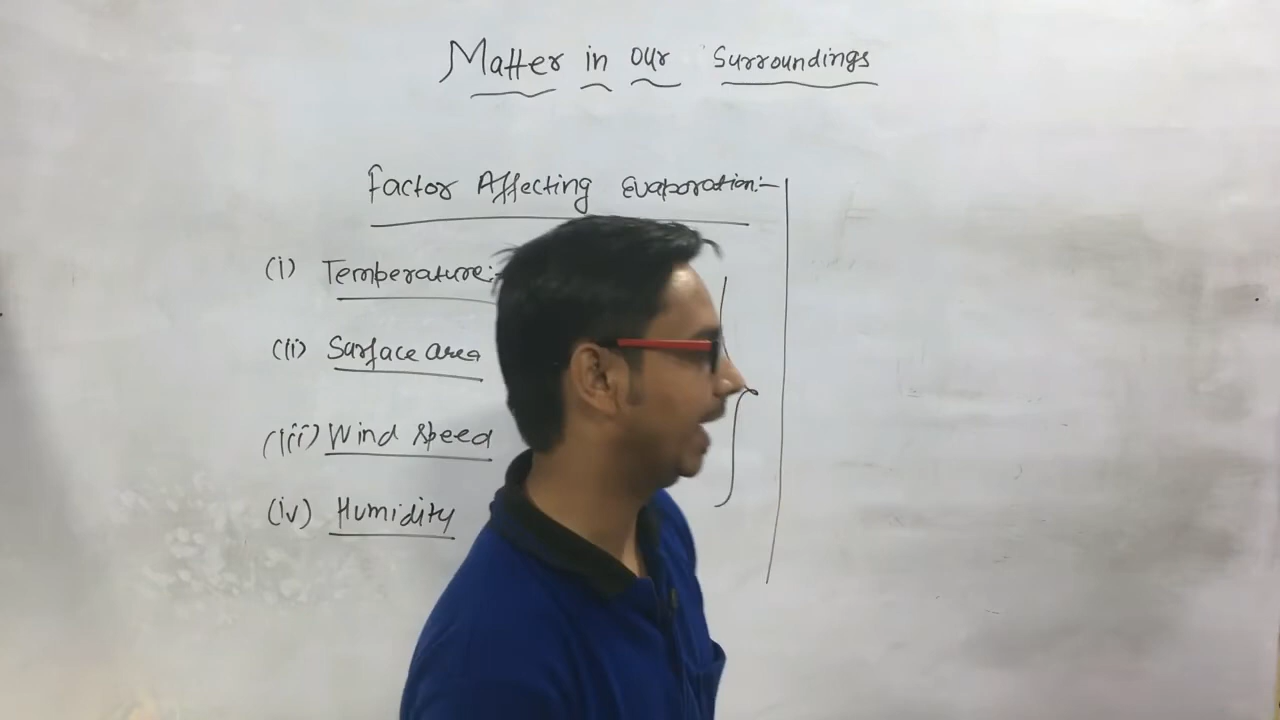 Matter in our Surroundings
Factor Affecting Evaporation:-
(i) Temperature:-
(ii) Surface area
(iii) Wind Speed
(iv) Humidity